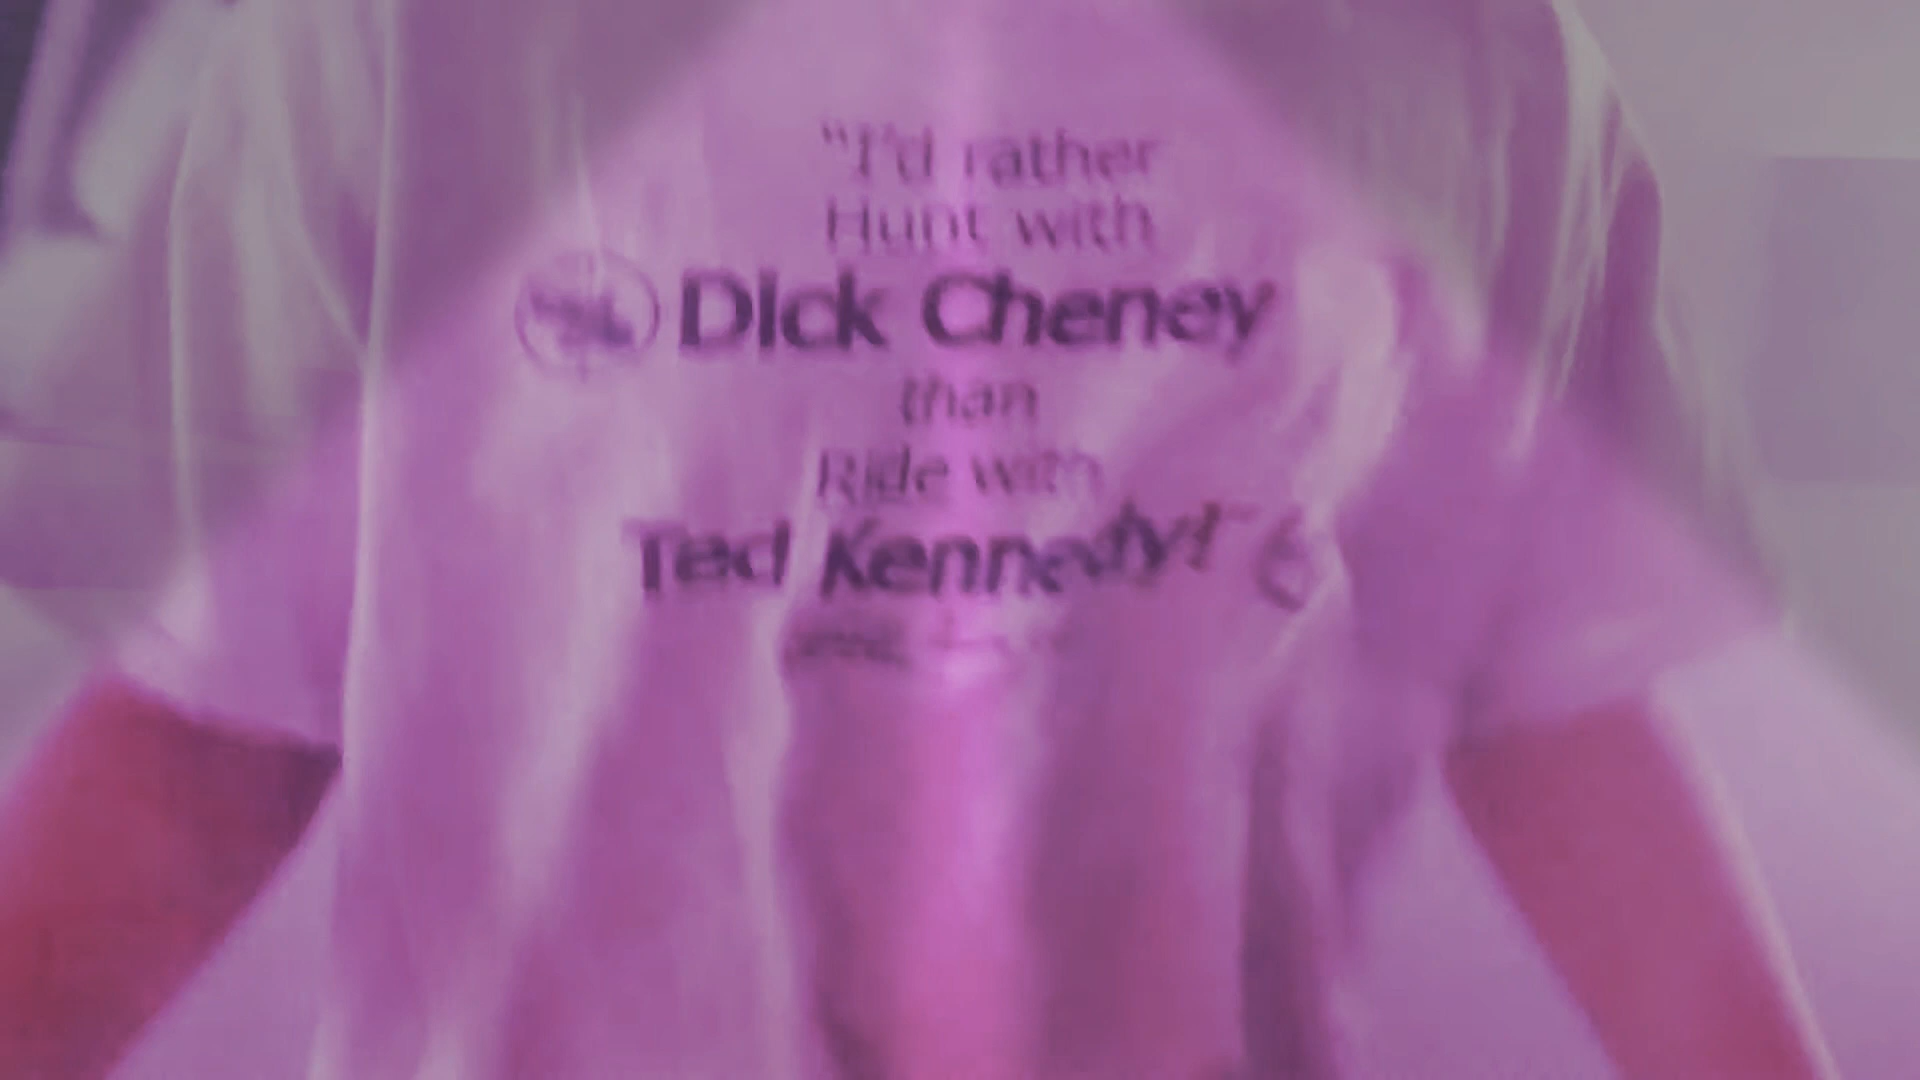 "I'd rather
Hunt with
Dick Cheney
than
Ride with
Ted Kennedy!"